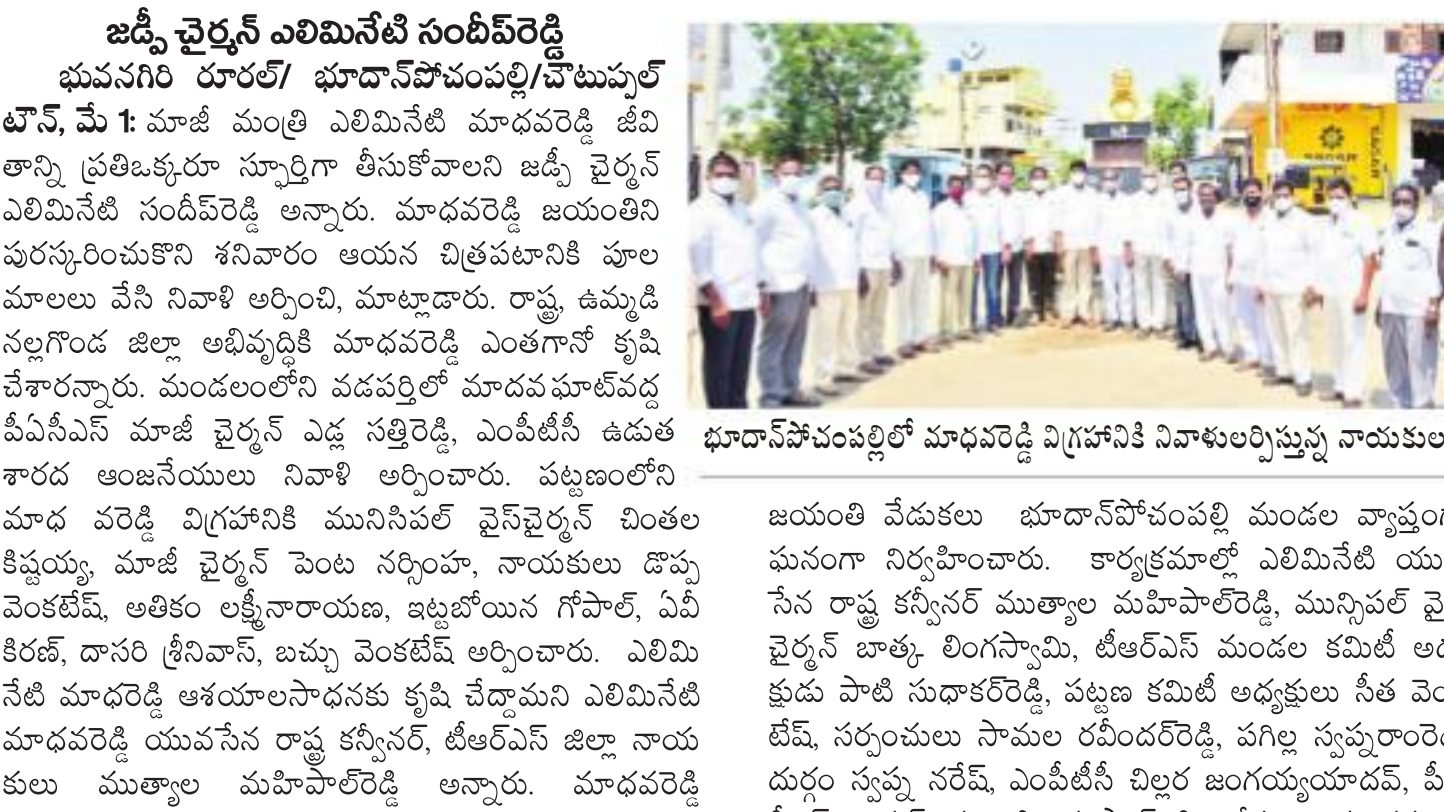 జడ్పీ చైర్మన్ ఎలిమినేటి సందీప్‌రెడ్డి
భువనగిరి రూరల్/ భూదాన్‌పోచంపల్లి/చౌటుప్పల్
టౌన్, మే 1: మాజీ మంత్రి ఎలిమినేటి మాధవరెడ్డి జీవి
తాన్ని ప్రతిఒక్కరూ స్ఫూర్తిగా తీసుకోవాలని జడ్పీ చైర్మన్
ఎలిమినేటి సందీప్‌రెడ్డి అన్నారు. మాధవరెడ్డి జయంతిని
పురస్కరించుకొని శనివారం ఆయన చిత్రపటానికి పూల
మాలలు వేసి నివాళి అర్పించి, మాట్లాడారు. రాష్ట్ర, ఉమ్మడి
నల్లగొండ జిల్లా అభివృద్ధికి మాధవరెడ్డి ఎంతగానో కృషి
చేశారన్నారు. మండలంలోని వడపర్తిలో మాదవఘాట్‌వద్ద
పీఏసీఎస్ మాజీ చైర్మన్ ఎడ్ల సత్తిరెడ్డి, ఎంపీటీసీ ఉడుత
శారద ఆంజనేయులు నివాళి అర్పించారు. పట్టణంలోని
మాధ వరెడ్డి విగ్రహానికి మునిసిపల్ వైస్‌చైర్మన్ చింతల
కిష్టయ్య, మాజీ చైర్మన్ పెంట నర్సింహ, నాయకులు డొప్ప
వెంకటేష్, అతికం లక్ష్మీనారాయణ, ఇట్టబోయిన గోపాల్, ఏవీ
కిరణ్, దాసరి శ్రీనివాస్, బచ్చు వెంకటేష్ అర్పించారు. ఎలిమి
నేటి మాధరెడ్డి ఆశయాలసాధనకు కృషి చేద్దామని ఎలిమినేటి
మాధవరెడ్డి యువసేన రాష్ట్ర కన్వీనర్, టీఆర్‌ఎస్ జిల్లా నాయ
కులు ముత్యాల మహిపాల్‌రెడ్డి అన్నారు. మాధవరెడ్డి
భూదాన్‌పోచంపల్లిలో మాధవరెడ్డి విగ్రహానికి నివాళులర్పిస్తున్న నాయకుల
జయంతి వేడుకలు భూదాన్‌పోచంపల్లి మండల వ్యాప్తంగ
ఘనంగా నిర్వహించారు. కార్యక్రమాల్లో ఎలిమినేటి యు
సేన రాష్ట్ర కన్వీనర్ ముత్యాల మహిపాల్‌రెడ్డి, మున్సిపల్ వై
చైర్మన్ బాత్క లింగస్వామి, టీఆర్‌ఎస్ మండల కమిటీ అధ
క్షుడు పాటి సుధాకర్‌రెడ్డి, పట్టణ కమిటీ అధ్యక్షులు సీత వెం
టేష్, సర్పంచులు సామల రవీందర్‌రెడ్డి, పగిల్ల స్వప్నరాంరె
దుర్గం స్వప్న నరేష్, ఎంపీటీసీ చిల్లర జంగయ్యయాదవ్, పీ